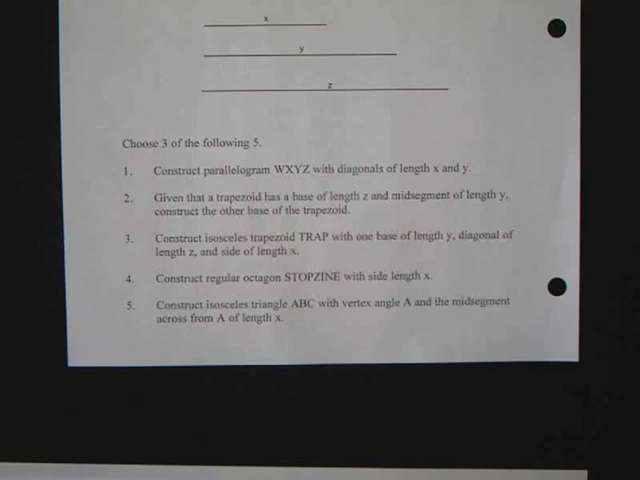 x
y
z
Choose 3 of the following 5.
1. Construct parallelogram WXYZ with diagonals of length x and y.
2. Given that a trapezoid has a base of length z and midsegment of length y,
construct the other base of the trapezoid.
3. Construct isosceles trapezoid TRAP with one base of length y, diagonal of
length z, and side of length x.
4. Construct regular octagon STOPZINE with side length x.
5. Construct isosceles triangle ABC with vertex angle A and the midsegment
across from A of length x.